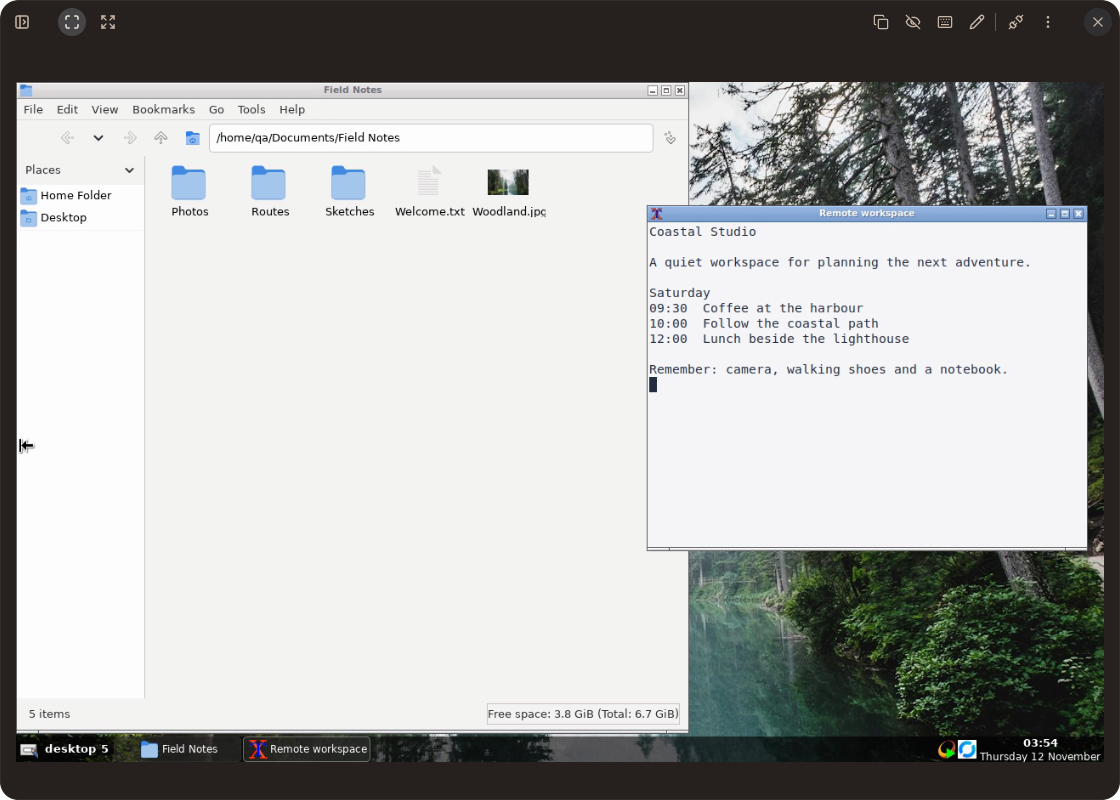 Field Notes
File Edit View Bookmarks Go Tools Help
/home/qa/Documents/Field Notes
Places
Home Folder
Desktop
Photos Routes Sketches Welcome.txt Woodland.jpg
Remote workspace
Coastal Studio
A quiet workspace for planning the next adventure.
Saturday
09:30 Coffee at the harbour
10:00 Follow the coastal path
12:00 Lunch beside the lighthouse
Remember: camera, walking shoes and a notebook.
5 items
Free space: 3.8 GiB (Total: 6.7 GiB)
desktop 5 Field Notes Remote workspace
03:54
Thursday 12 November